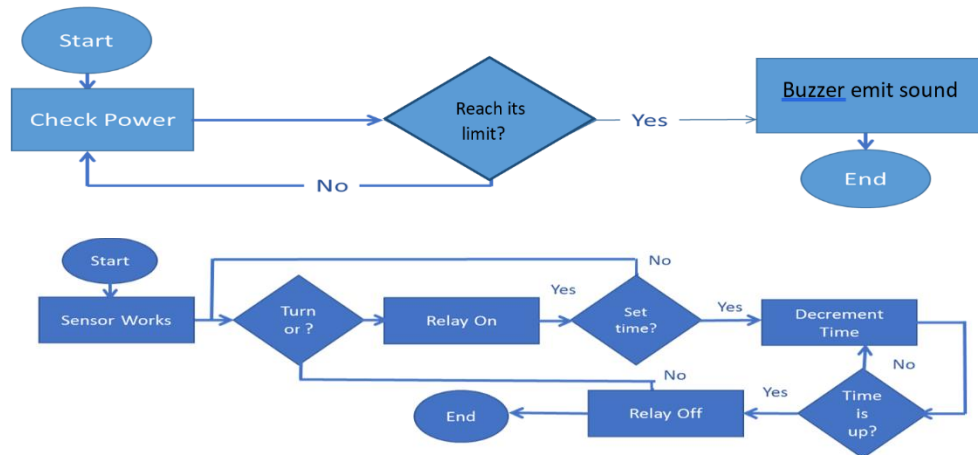 Start
Check Power
Reach its
limit?
Yes
Buzzer emit sound
No
End
Start
Sensor Works
Turn
or ?
Relay On
Yes
Set
time?
No
Yes
Decrement
Time
No
Time
is
up?
Yes
Relay Off
No
End